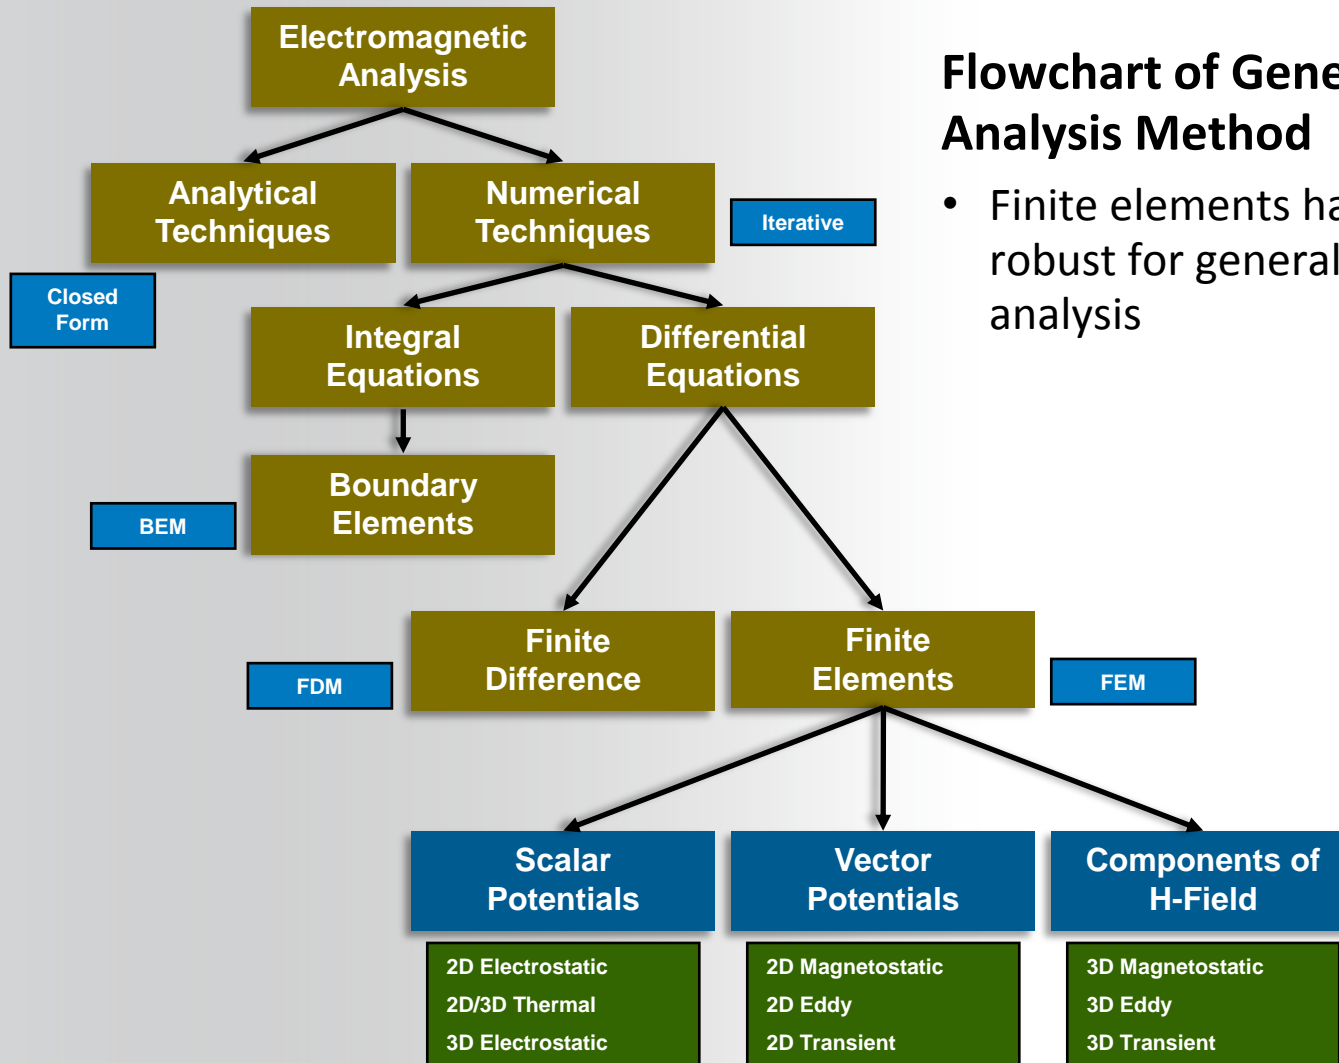 Electromagnetic
Analysis
Flowchart of Gene
Analysis Method
• Finite elements ha
robust for general
analysis
Analytical
Techniques
Numerical
Techniques
Iterative
Closed
Form
Integral
Equations
Differential
Equations
Boundary
Elements
BEM
Finite
Difference
Finite
Elements
FDM
FEM
Scalar
Potentials
Vector
Potentials
Components of
H-Field
2D Electrostatic
2D/3D Thermal
3D Electrostatic
2D Magnetostatic
2D Eddy
2D Transient
3D Magnetostatic
3D Eddy
3D Transient